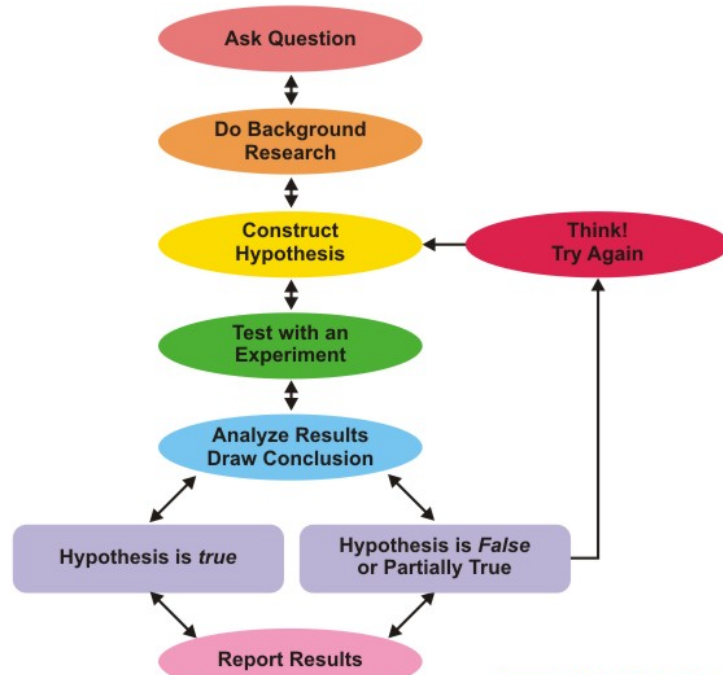 Ask Question
Do Background
Research
Construct
Hypothesis
Think!
Try Again
Test with an
Experiment
Analyze Results
Draw Conclusion
Hypothesis is true
Hypothesis is False
or Partially True
Report Results